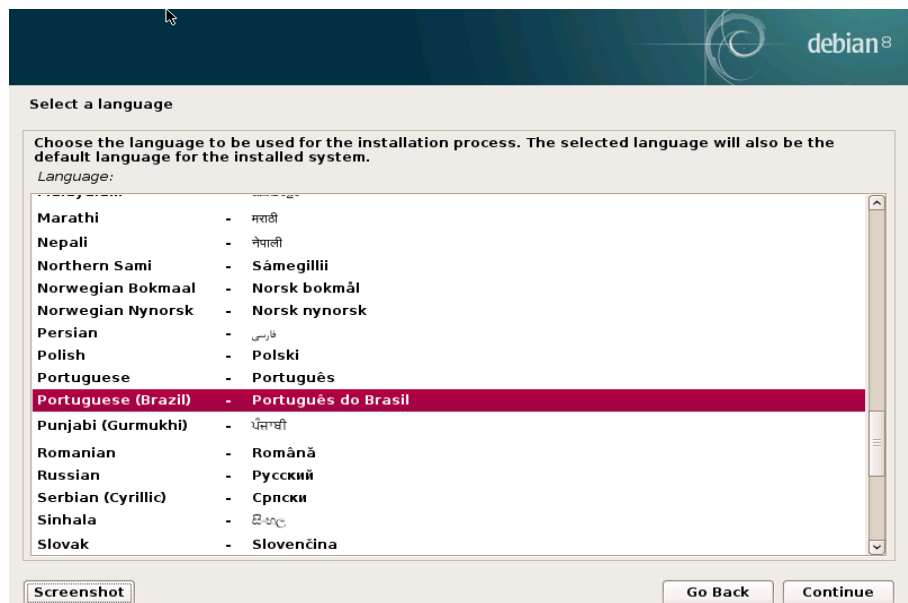 debian 8
Select a language
Choose the language to be used for the installation process. The selected language will also be the
default language for the installed system.
Language:
Marathi - मराठी
Nepali - नेपाली
Northern Sami - Sámegillii
Norwegian Bokmaal - Norsk bokmål
Norwegian Nynorsk - Norsk nynorsk
Persian - فارسی
Polish - Polski
Portuguese - Português
Portuguese (Brazil) - Português do Brasil
Punjabi (Gurmukhi) - ਪੰਜਾਬੀ
Romanian - Română
Russian - Русский
Serbian (Cyrillic) - Српски
Sinhala - සිංහල
Slovak - Slovenčina
Screenshot
Go Back
Continue